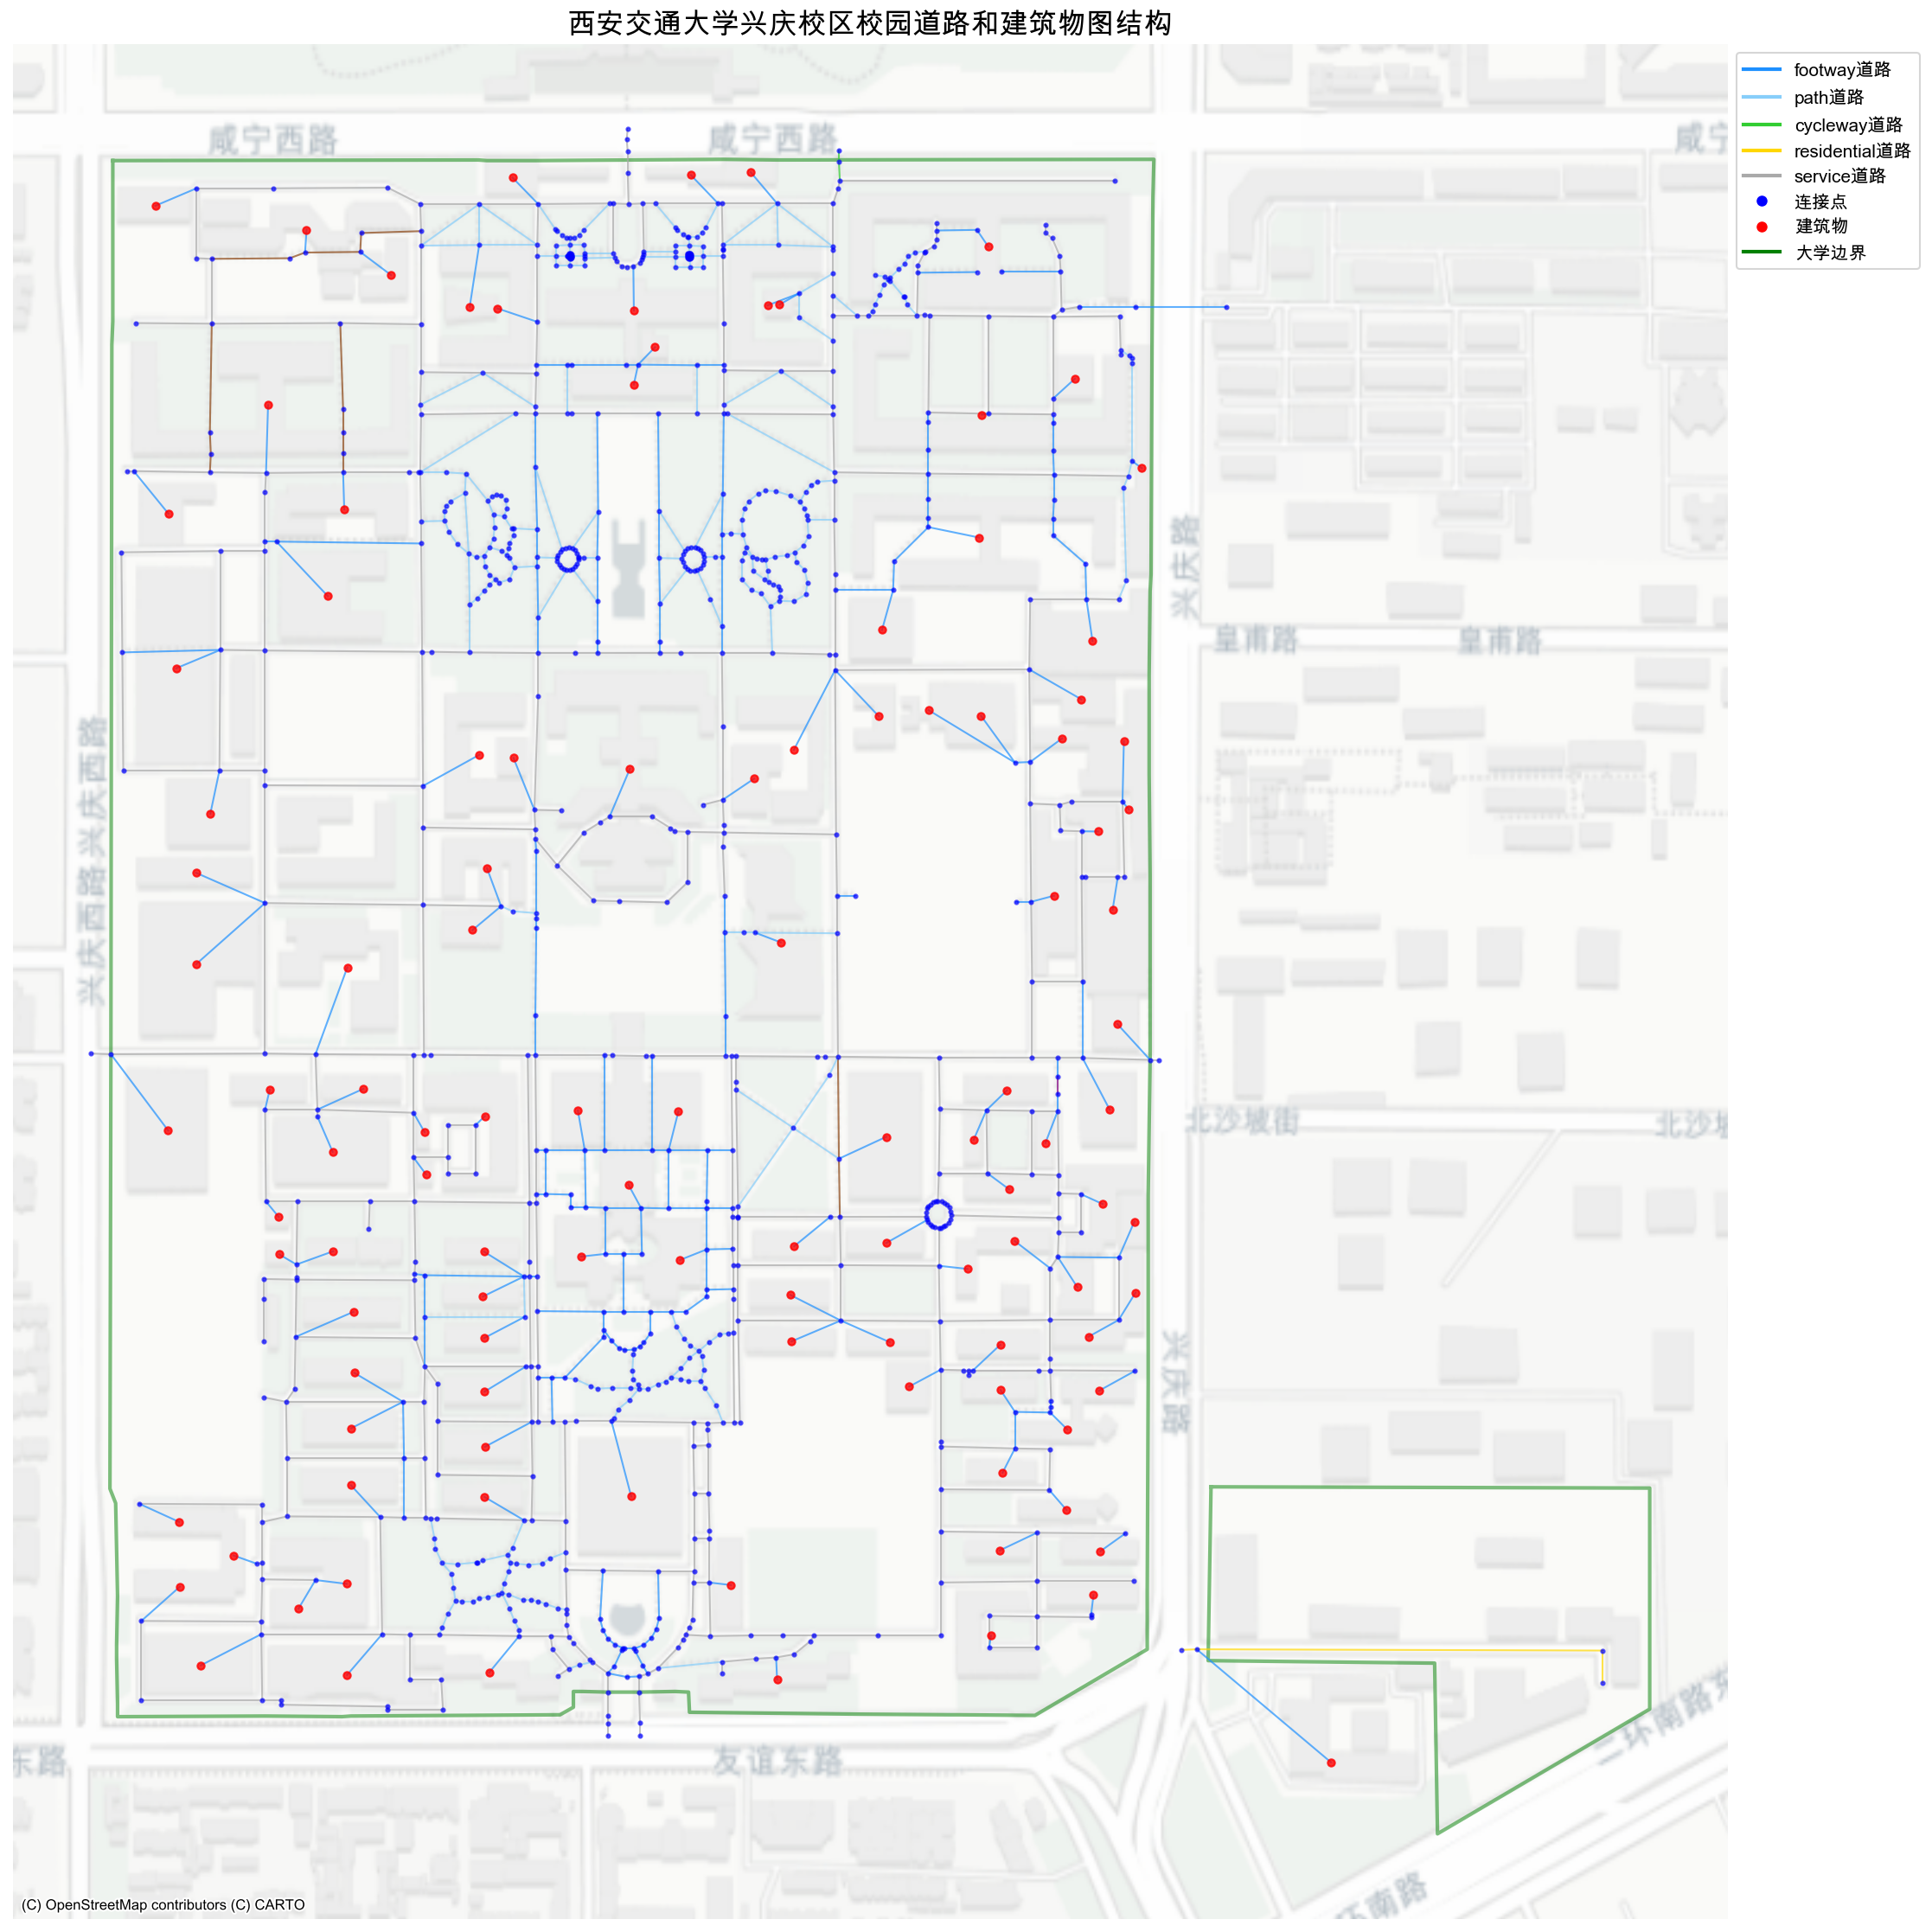 西安交通大学兴庆校区校园道路和建筑物图结构
footway道路
path道路
cycleway道路
residential道路
service道路
连接点
建筑物
大学边界
咸宁西路
咸宁西路
咸宁
兴庆路
皇甫路
皇甫路
兴庆西路
兴庆西路
北沙坡街
北沙坡
兴庆路
二环南路东
东路
友谊东路
环南路
(C) OpenStreetMap contributors (C) CARTO